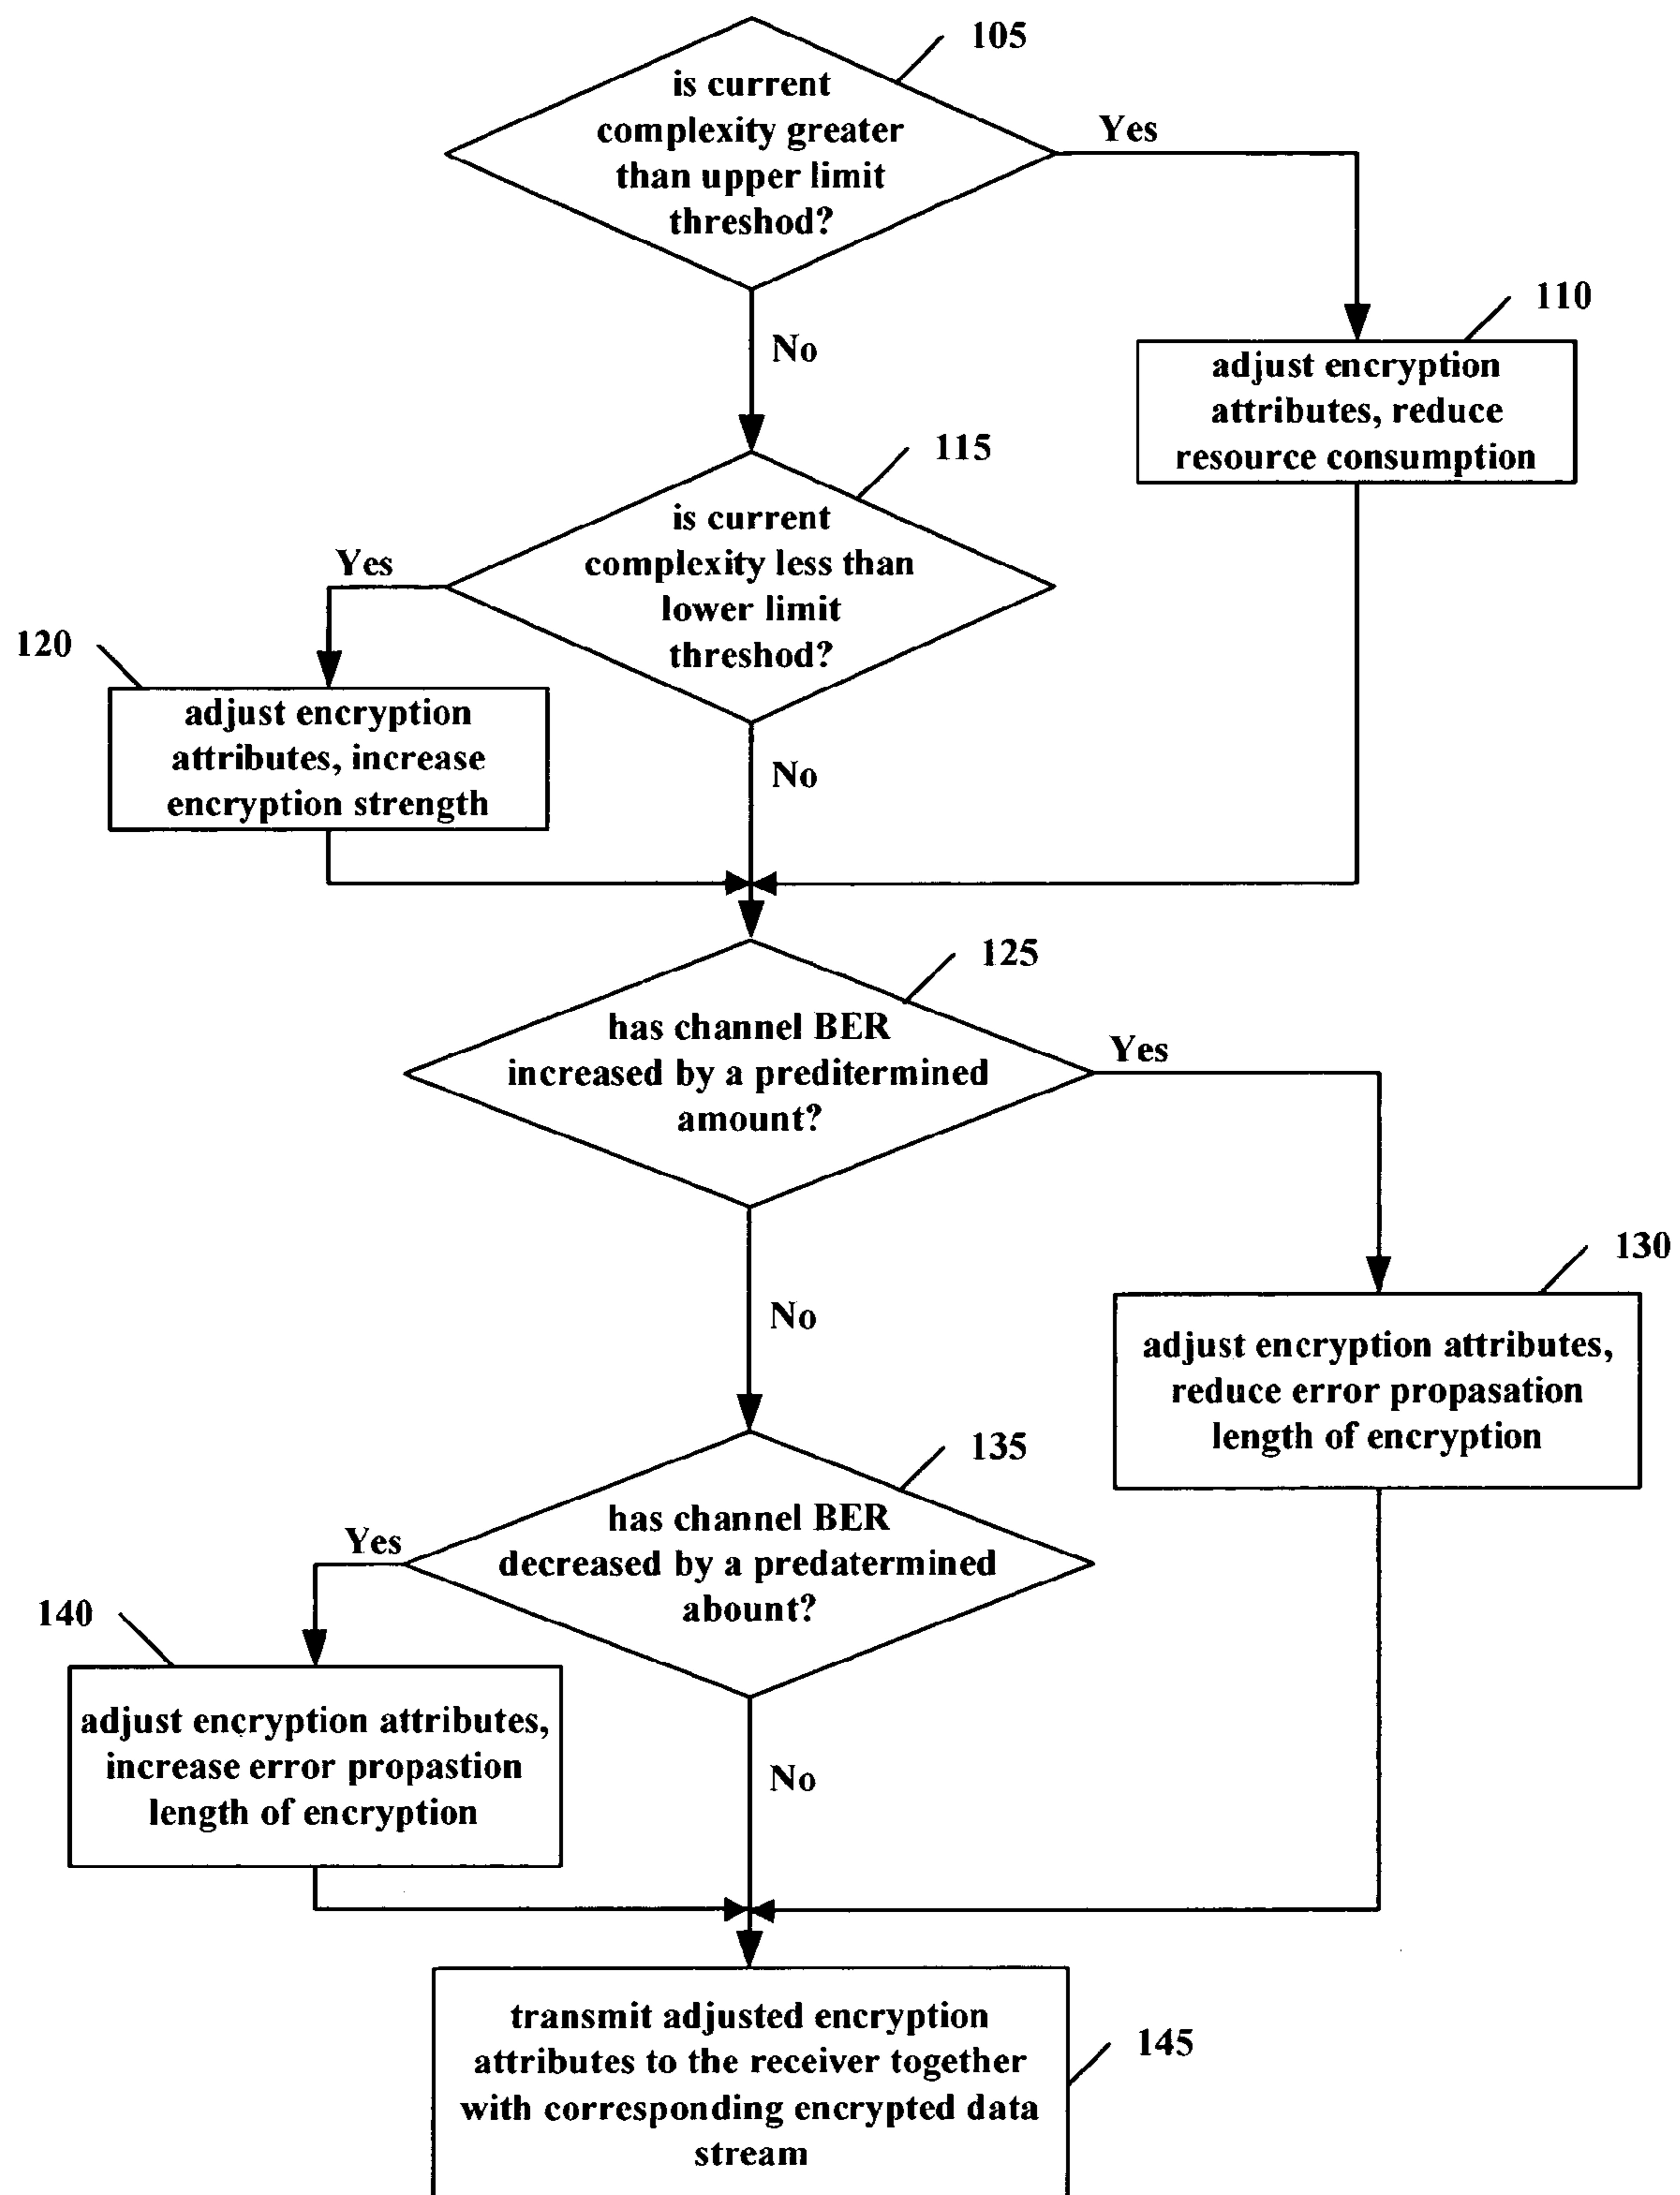 105
is current
complexity greater
than upper limit
threshod?
Yes
No
110
adjust encryption
attributes, reduce
resource consumption
115
is current
complexity less than
lower limit
threshod?
Yes
No
120
adjust encryption
attributes, increase
encryption strength
125
has channel BER
increased by a preditermined
amount?
Yes
No
130
adjust encryption attributes,
reduce error propasation
length of encryption
135
has channel BER
decreased by a predatermined
abount?
Yes
No
140
adjust encryption attributes,
increase error propastion
length of encryption
transmit adjusted encryption
attributes to the receiver together
with corresponding encrypted data
stream
145